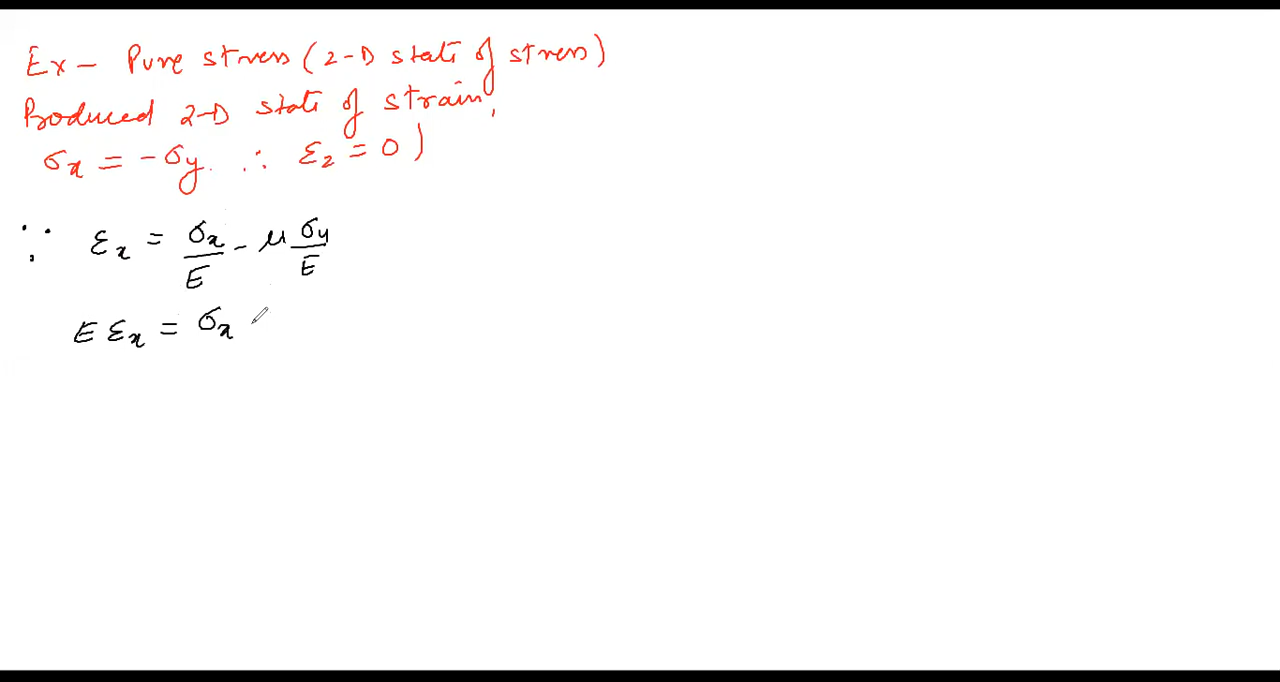 Ex – Pure stress (2-D state of stress)
Produced 2-D state of strain,
σx = -σy. ∴ εz = 0)
∵ εx = σx/E - μ σy/E
E εx = σx